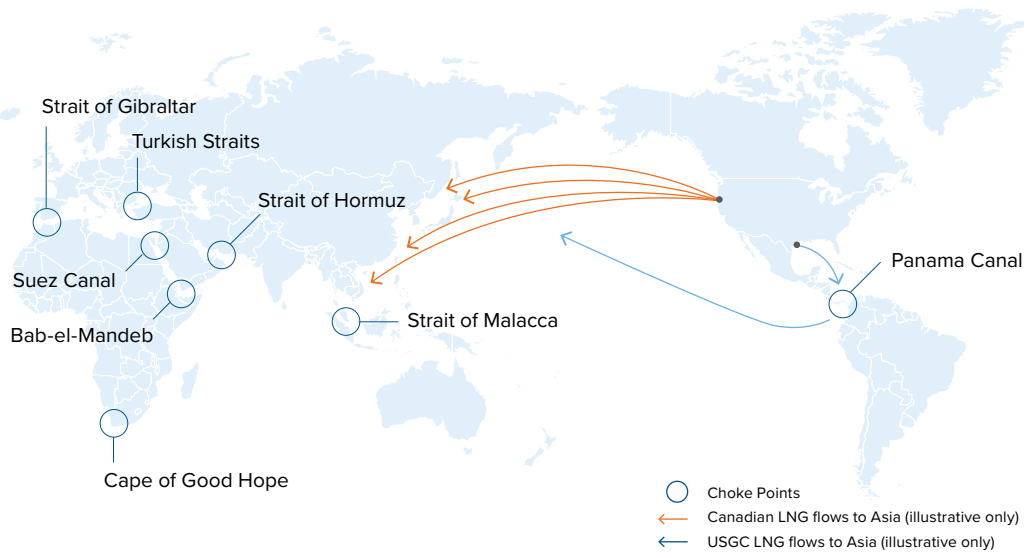 Strait of Gibraltar
Turkish Straits
Strait of Hormuz
Suez Canal
Bab-el-Mandeb
Strait of Malacca
Panama Canal
Cape of Good Hope
Choke Points
Canadian LNG flows to Asia (illustrative only)
USGC LNG flows to Asia (illustrative only)